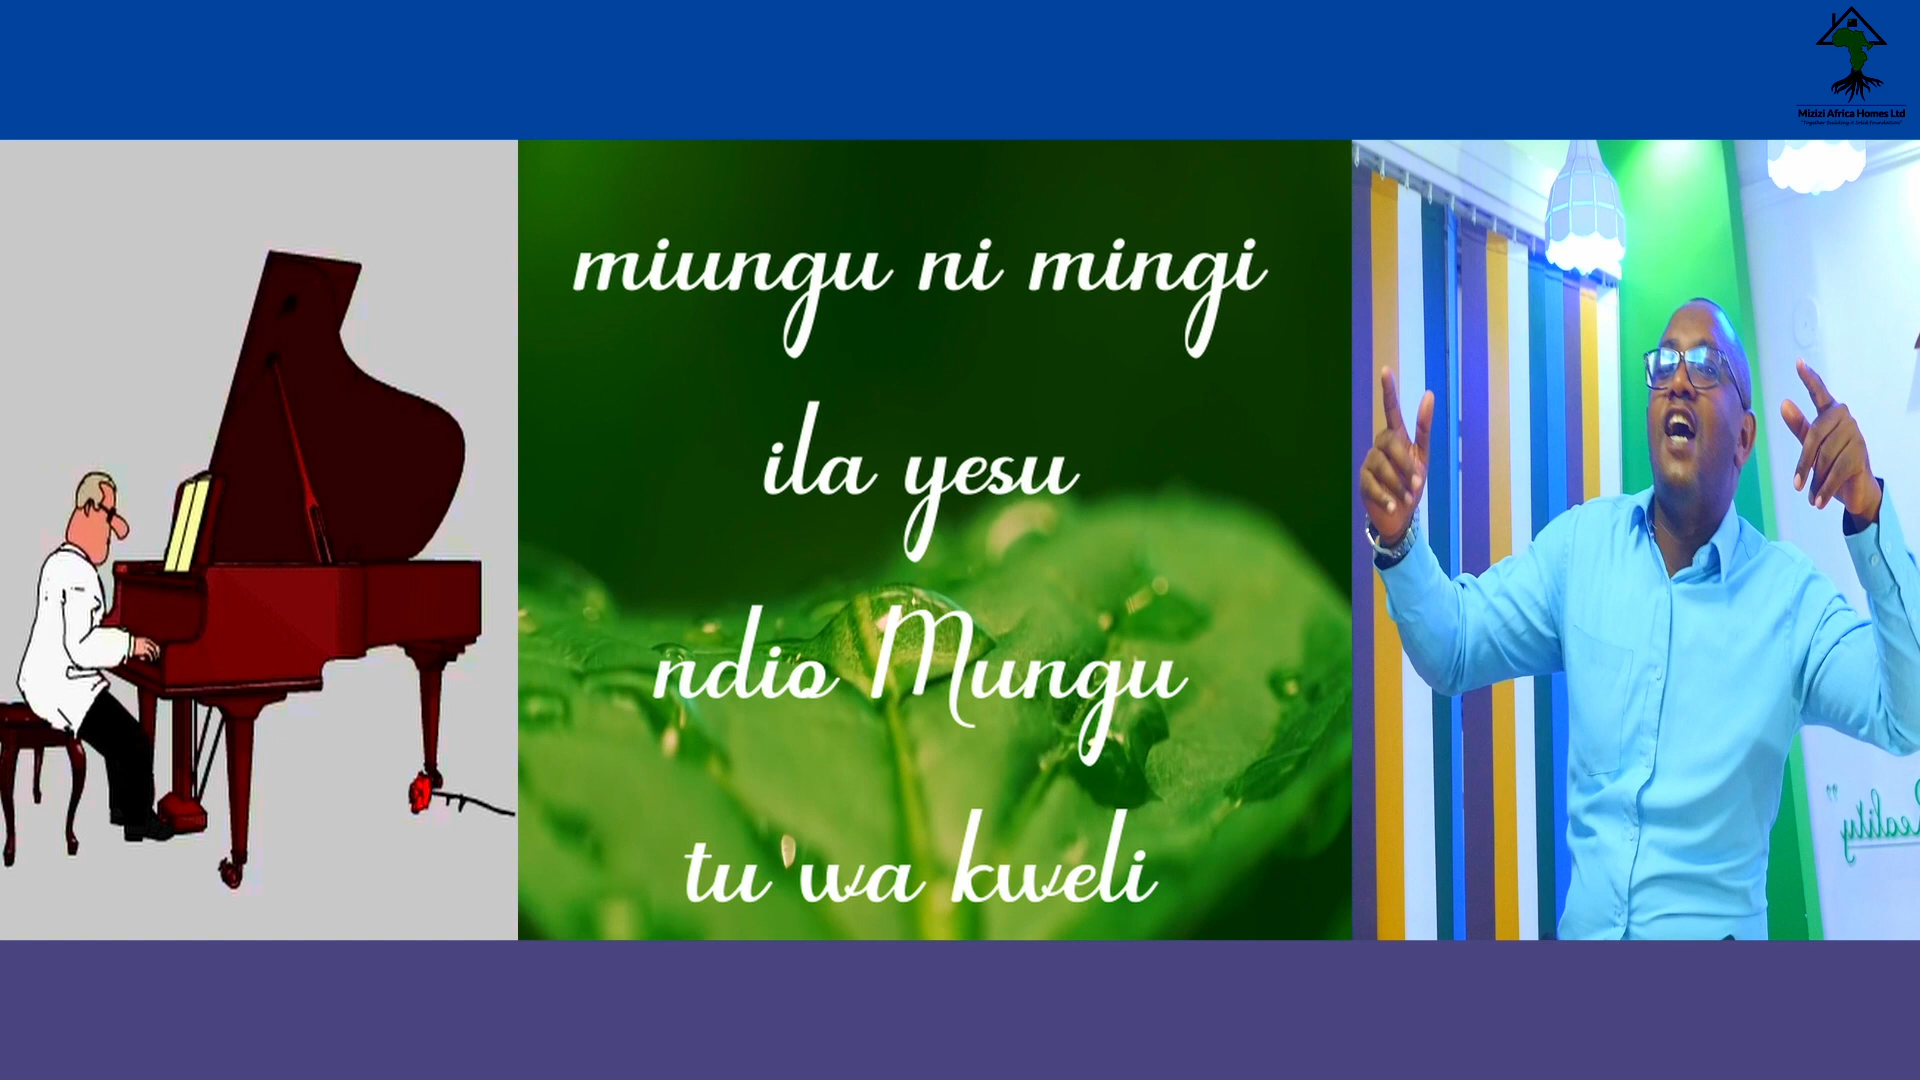 Mizizi Africa Homes Ltd
miungu ni mingi
ila yesu
ndio Mungu
tu wa kweli